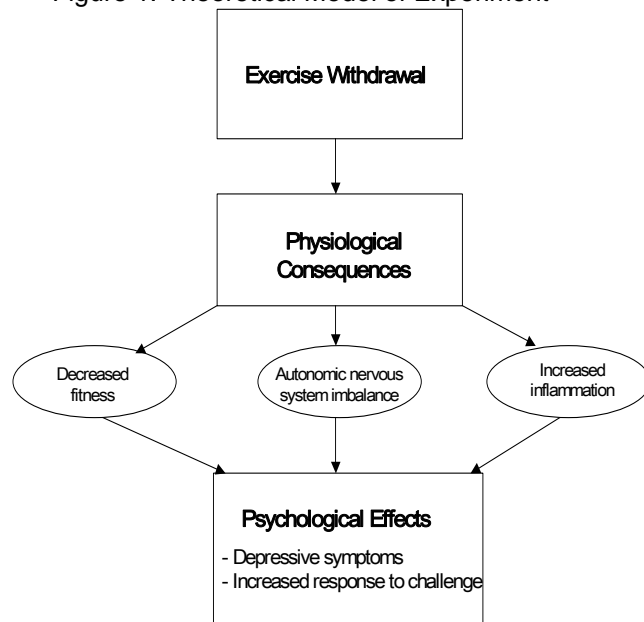 Figure 1. Theoretical Model of Experiment
Exercise Withdrawal
Physiological
Consequences
Decreased
fitness
Autonomic nervous
system imbalance
Increased
inflammation
Psychological Effects
- Depressive symptoms
- Increased response to challenge